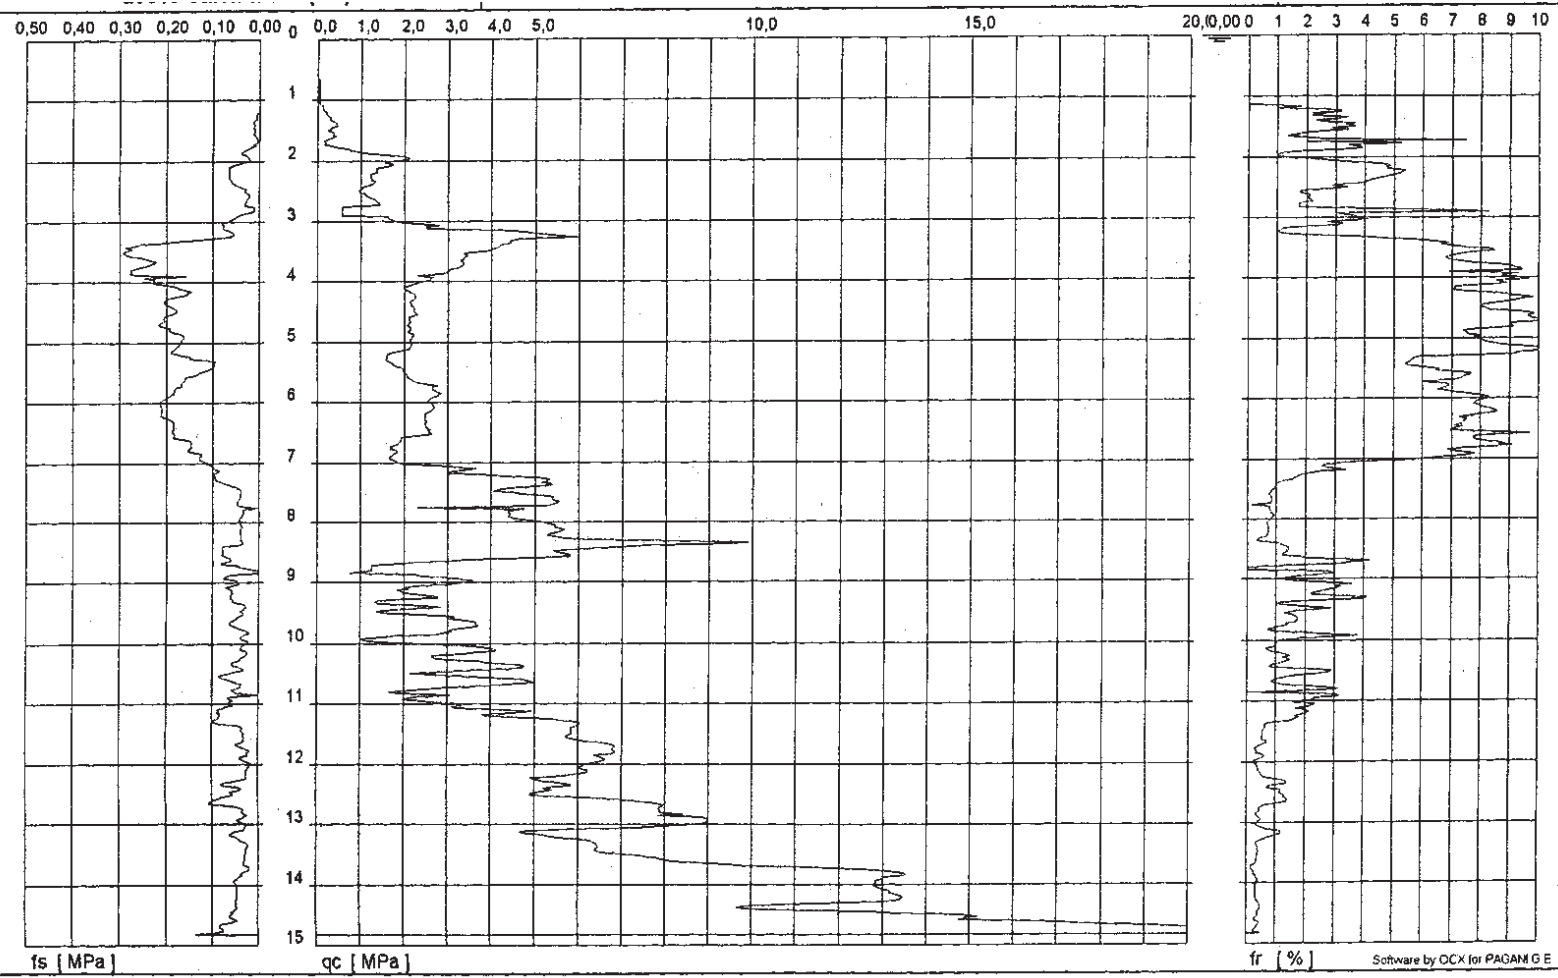 0,50 0,40 0,30 0,20 0,10 0,00
0
0,0 1,0 2,0 3,0 4,0 5,0 10,0 15,0 20,0
0,00
0 1 2 3 4 5 6 7 8 9 10
1
2
3
4
5
6
7
8
9
10
11
12
13
14
15
fs [ MPa ]
qc [ MPa ]
fr [ % ]
Software by OCX for PAGANI G E